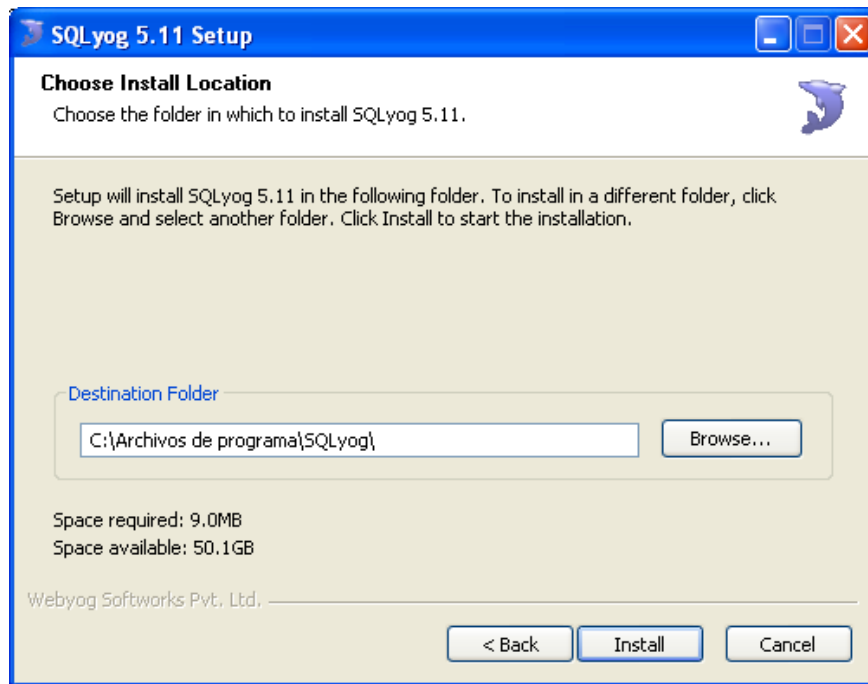 SQLyog 5.11 Setup
Choose Install Location
Choose the folder in which to install SQLyog 5.11.
Setup will install SQLyog 5.11 in the following folder. To install in a different folder, click
Browse and select another folder. Click Install to start the installation.
Destination Folder
C:\Archivos de programa\SQLyog\
Browse...
Space required: 9.0MB
Space available: 50.1GB
Webyog Softworks Pvt. Ltd.
< Back
Install
Cancel